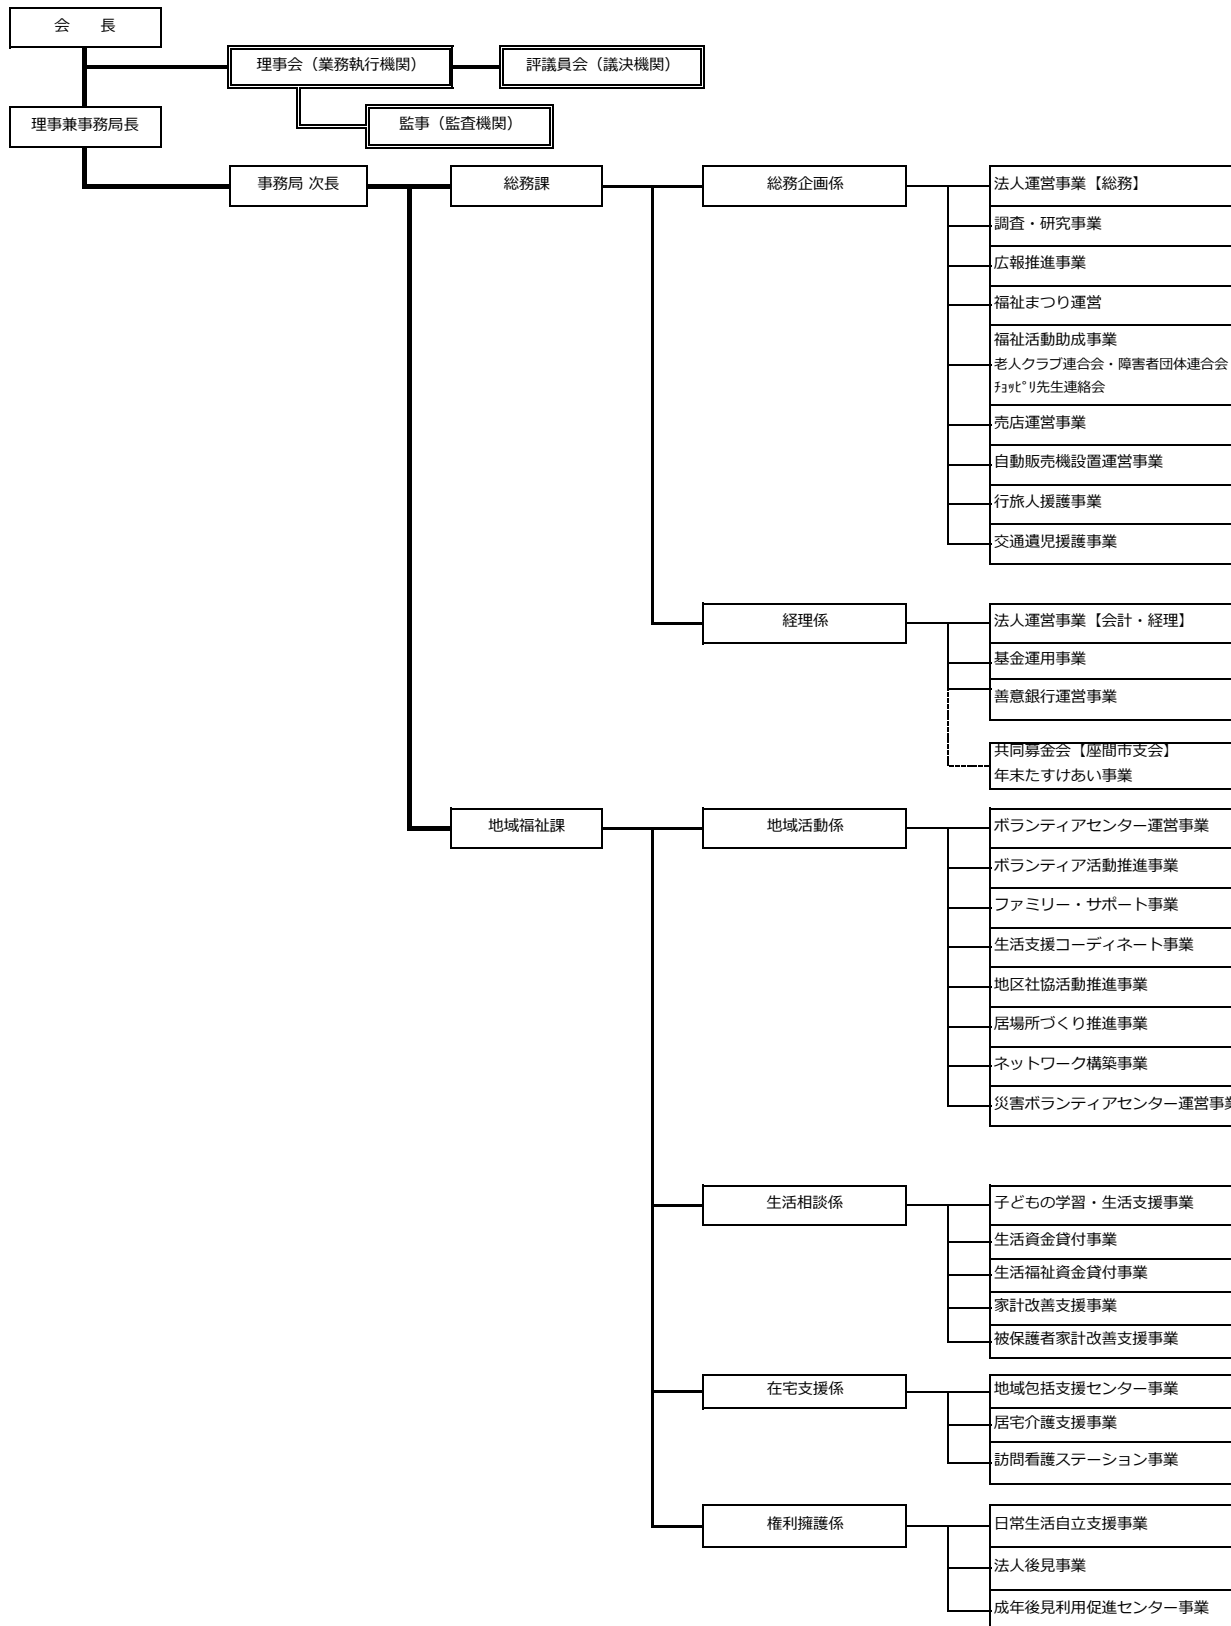 会　　長
理事会（業務執行機関）
評議員会（議決機関）
理事兼事務局長
監事（監査機関）
事務局 次長
総務課
総務企画係
法人運営事業【総務】
調査・研究事業
広報推進事業
福祉まつり運営
福祉活動助成事業
老人クラブ連合会・障害者団体連合会
ﾁｮｯﾋﾟﾘ先生連絡会
売店運営事業
自動販売機設置運営事業
行旅人援護事業
交通遺児援護事業
経理係
法人運営事業【会計・経理】
基金運用事業
善意銀行運営事業
共同募金会【座間市支会】
年末たすけあい事業
地域福祉課
地域活動係
ボランティアセンター運営事業
ボランティア活動推進事業
ファミリー・サポート事業
生活支援コーディネート事業
地区社協活動推進事業
居場所づくり推進事業
ネットワーク構築事業
災害ボランティアセンター運営事業
生活相談係
子どもの学習・生活支援事業
生活資金貸付事業
生活福祉資金貸付事業
家計改善支援事業
被保護者家計改善支援事業
在宅支援係
地域包括支援センター事業
居宅介護支援事業
訪問看護ステーション事業
権利擁護係
日常生活自立支援事業
法人後見事業
成年後見利用促進センター事業